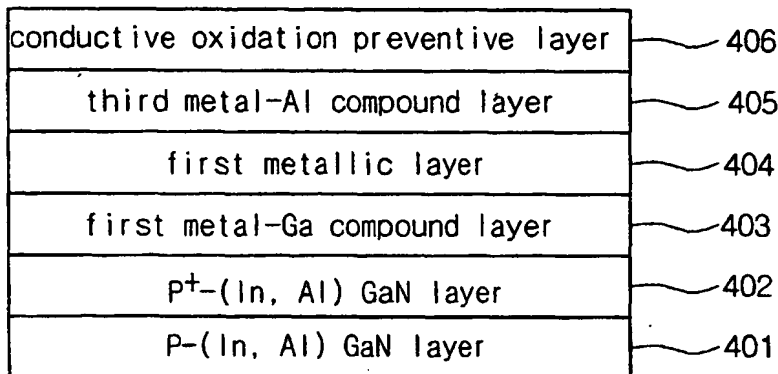 conductive oxidation preventive layer 406
third metal-Al compound layer 405
first metallic layer 404
first metal-Ga compound layer 403
P+-(In, Al) GaN layer 402
P-(In, Al) GaN layer 401